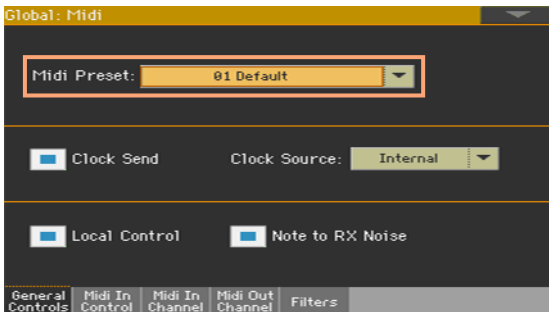 Global: Midi
Midi Preset: 01 Default
Clock Send Clock Source: Internal
Local Control Note to RX Noise
General Controls Midi In Control Midi In Channel Midi Out Channel Filters